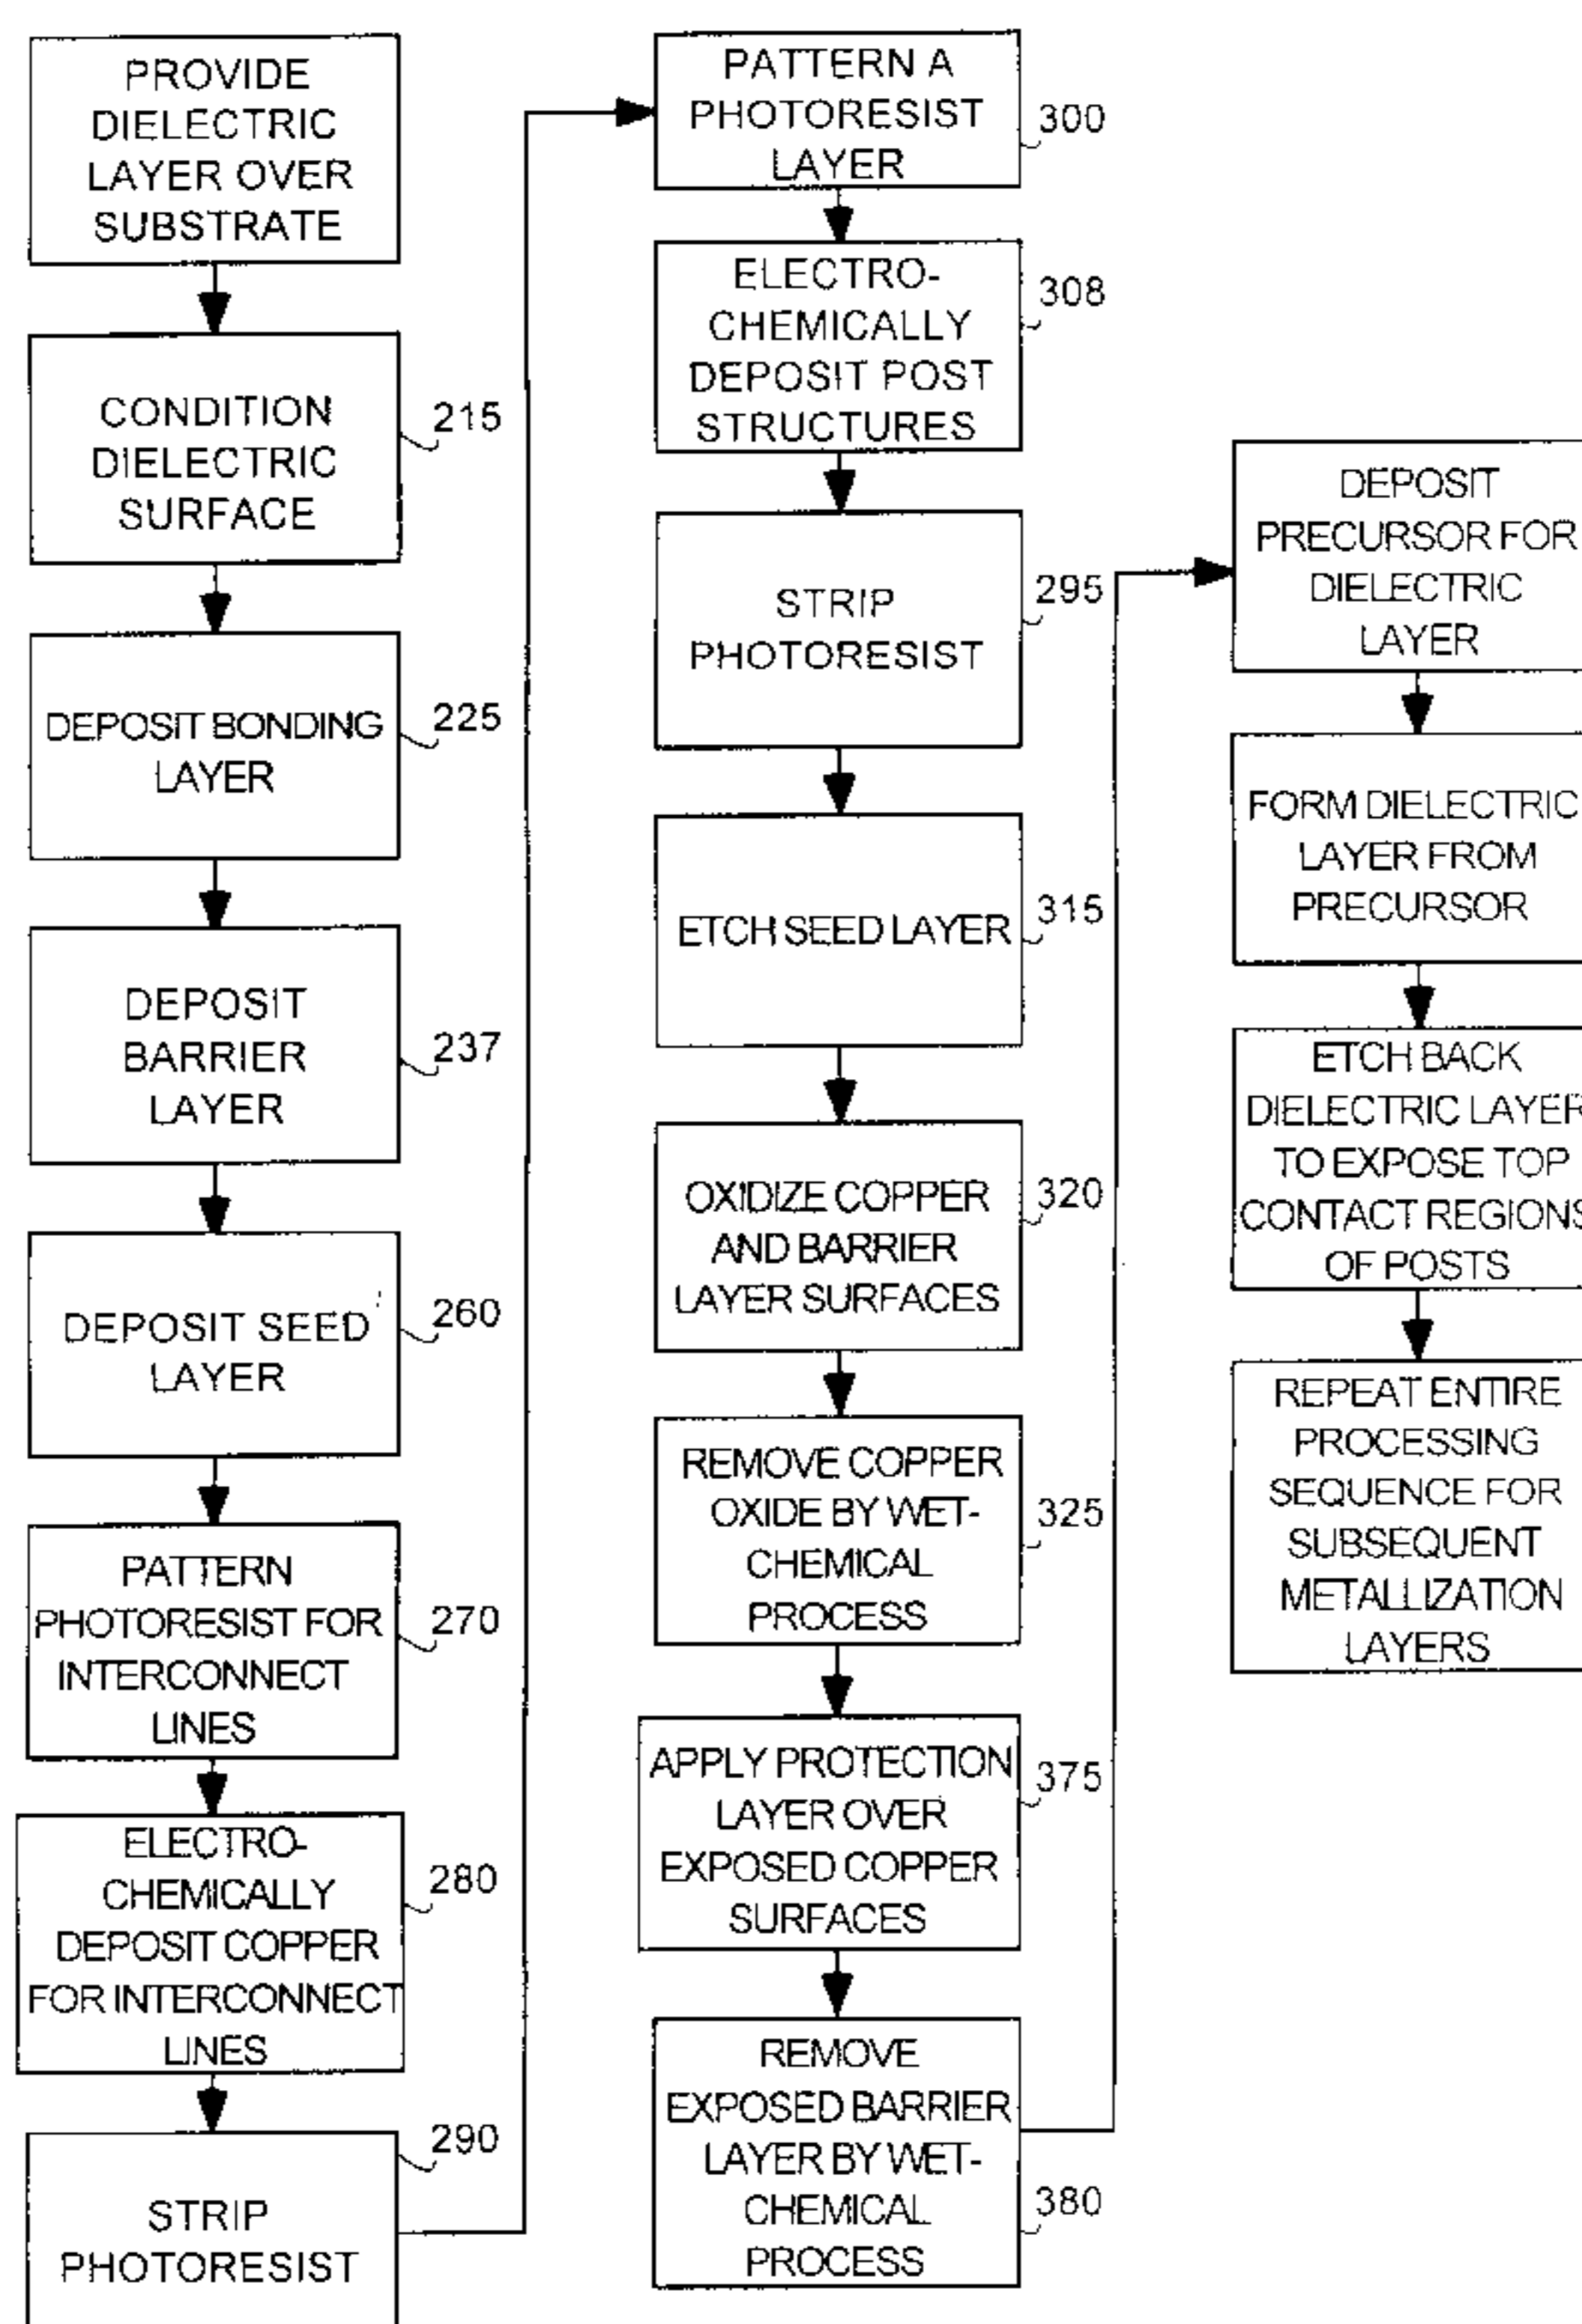 PROVIDE
DIELECTRIC
LAYER OVER
SUBSTRATE
CONDITION
DIELECTRIC
SURFACE
215
DEPOSIT BONDING
LAYER
225
DEPOSIT
BARRIER
LAYER
237
DEPOSIT SEED
LAYER
260
PATTERN
PHOTORESIST FOR
INTERCONNECT
LINES
270
ELECTRO-
CHEMICALLY
DEPOSIT COPPER
FOR INTERCONNECT
LINES
280
STRIP
PHOTORESIST
290
PATTERN A
PHOTORESIST
LAYER
300
ELECTRO-
CHEMICALLY
DEPOSIT POST
STRUCTURES
308
STRIP
PHOTORESIST
295
ETCH SEED LAYER
315
OXIDIZE COPPER
AND BARRIER
LAYER SURFACES
320
REMOVE COPPER
OXIDE BY WET-
CHEMICAL
PROCESS
325
APPLY PROTECTION
LAYER OVER
EXPOSED COPPER
SURFACES
375
REMOVE
EXPOSED BARRIER
LAYER BY WET-
CHEMICAL
PROCESS
380
DEPOSIT
PRECURSOR FOR
DIELECTRIC
LAYER
FORM DIELECTRIC
LAYER FROM
PRECURSOR
ETCH BACK
DIELECTRIC LAYER
TO EXPOSE TOP
CONTACT REGIONS
OF POSTS
REPEAT ENTIRE
PROCESSING
SEQUENCE FOR
SUBSEQUENT
METALLIZATION
LAYERS